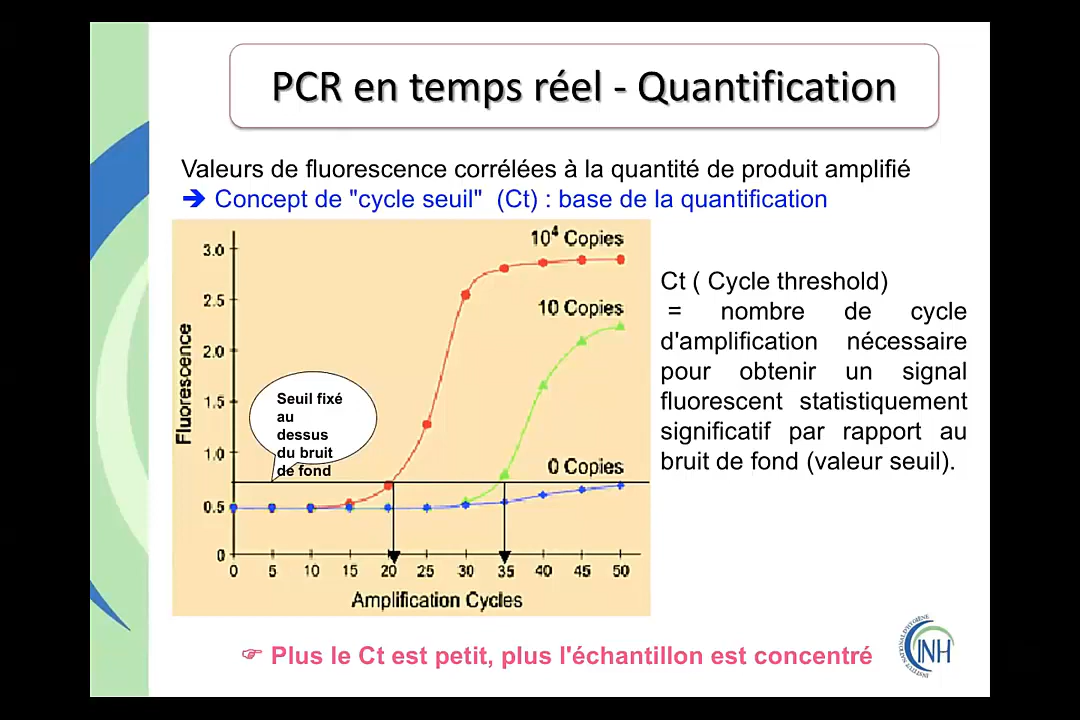 PCR en temps réel - Quantification
Valeurs de fluorescence corrélées à la quantité de produit amplifié
➔ Concept de "cycle seuil" (Ct) : base de la quantification
10⁴ Copies
10 Copies
0 Copies
Fluorescence
3.0
2.5
2.0
1.5
1.0
0.5
0
Seuil fixé
au
dessus
du bruit
de fond
0 5 10 15 20 25 30 35 40 45 50
Amplification Cycles
Ct ( Cycle threshold)
= nombre de cycle
d'amplification nécessaire
pour obtenir un signal
fluorescent statistiquement
significatif par rapport au
bruit de fond (valeur seuil).
☞ Plus le Ct est petit, plus l'échantillon est concentré
INSTITUT NATIONAL D'HYGIÈNE
INH